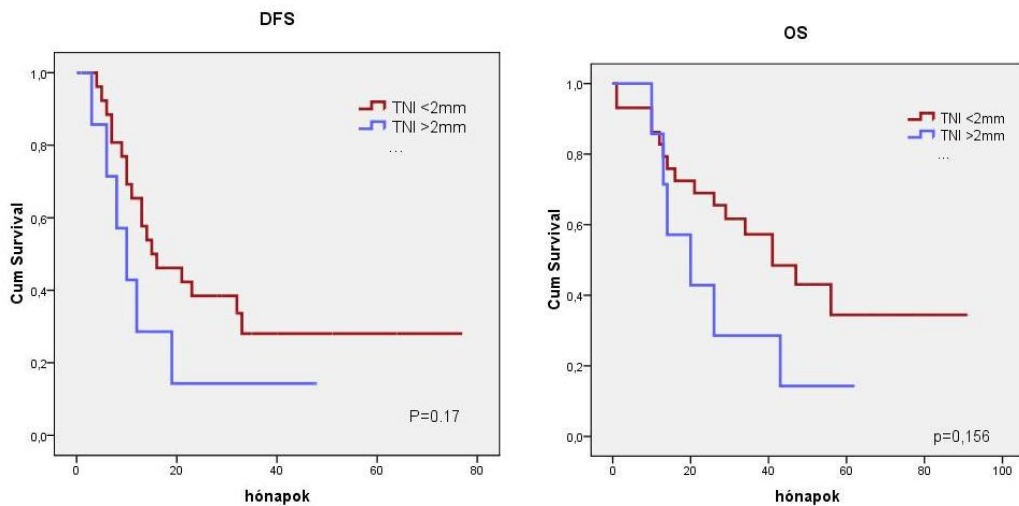 DFS
1,0
0,8
0,6
0,4
0,2
0,0
Cum Survival
TNI <2mm
TNI >2mm
...
P=0.17
0
20
40
60
80
hónapok
OS
1,0
0,8
0,6
0,4
0,2
0,0
Cum Survival
TNI <2mm
TNI >2mm
...
p=0,156
0
20
40
60
80
100
hónapok